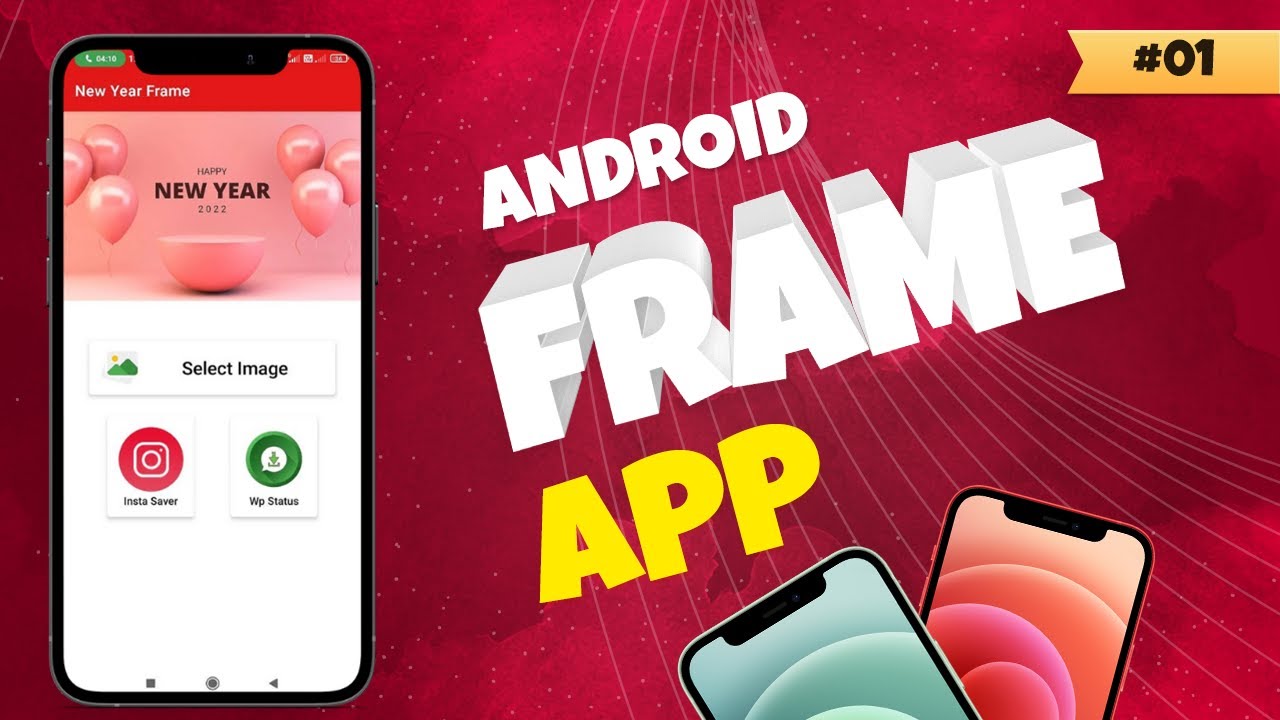 04:10
New Year Frame
HAPPY
NEW YEAR
2022
Select Image
Insta Saver
Wp Status
#01
ANDROID
FRAME
APP